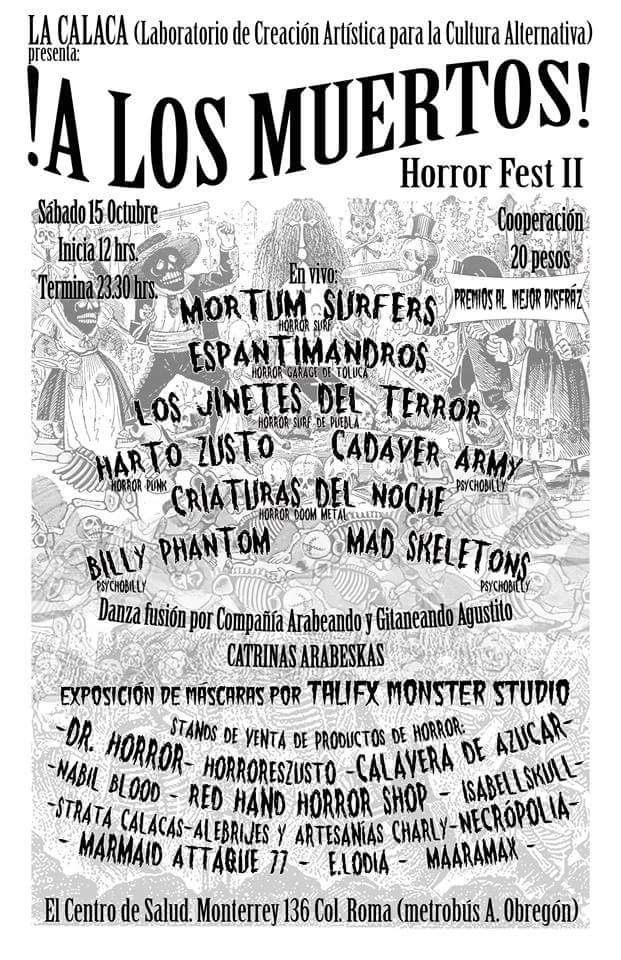 LA CALACA (Laboratorio de Creación Artística para la Cultura Alternativa)
presenta:
!A LOS MUERTOS!
Horror Fest II
Sábado 15 Octubre
Inicia 12 hrs.
Termina 23.30 hrs.
Cooperación
20 pesos
PREMIOS AL MEJOR DISFRÁZ
En vivo:
MORTUM SURFERS
HORROR SURF
ESPANTIMANDROS
HORROR GARAGE DE TOLUCA
LOS JINETES DEL TERROR
HORROR SURF DE PUEBLA
HARTO ZUSTO CADAVER ARMY
HORROR PUNK PSYCHOBILLY
CRIATURAS DEL NOCHE
HORROR DOOM METAL
BILLY PHANTOM MAD SKELETONS
PSYCHOBILLY PSYCHOBILLY
Danza fusión por Compañía Arabeando y Gitaneando Agustito
CATRINAS ARABESKAS
EXPOSICIÓN DE MÁSCARAS POR TALIFX MONSTER STUDIO
STANDS DE VENTA DE PRODUCTOS DE HORROR:
-DR. HORROR- HORRORESZUSTO -CALAVERA DE AZUCAR-
-NABIL BLOOD - RED HAND HORROR SHOP - ISABELLSKULL-
-STRATA CALACAS-ALEBRIJES Y ARTESANÍAS CHARLY-NECRÓPOLIA-
- MARMAID ATTAQUE 77 - E.LODIA - MAARAMAX -
El Centro de Salud. Monterrey 136 Col. Roma (metrobús A. Obregón)